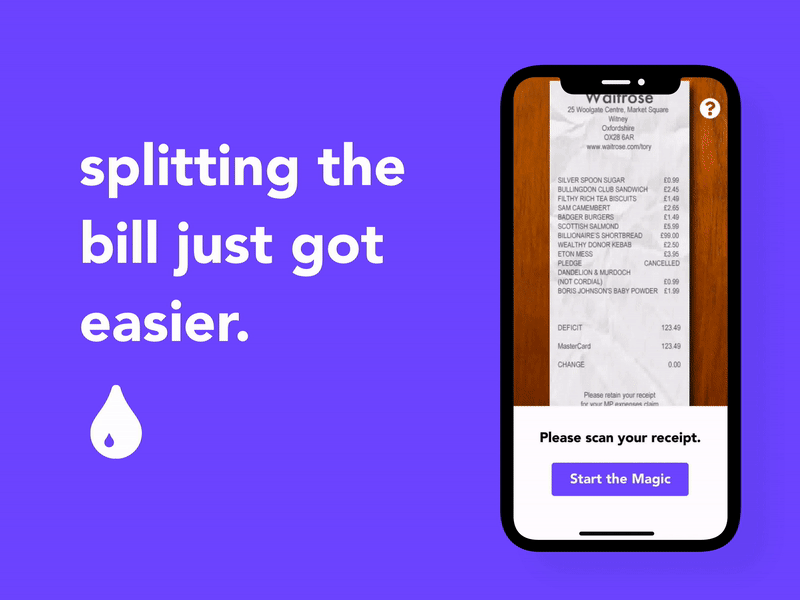 splitting the
bill just got
easier.
Waitrose
25 Woolgate Centre, Market Square
Witney
Oxfordshire
OX28 6AR
www.waitrose.com/tory
SILVER SPOON SUGAR £0.99
BULLINGDON CLUB SANDWICH £2.45
FILTHY RICH TEA BISCUITS £1.49
SAM CAMEMBERT £2.65
BADGER BURGERS £1.49
SCOTTISH SALMOND £5.99
BILLIONAIRE'S SHORTBREAD £99.00
WEALTHY DONOR KEBAB £2.50
ETON MESS £3.95
PLEDGE CANCELLED
DANDELION & MURDOCH
(NOT CORDIAL) £0.99
BORIS JOHNSON'S BABY POWDER £1.99
DEFICIT 123.49
MasterCard 123.49
CHANGE 0.00
Please retain your receipt
for your MP expenses claim
?
Please scan your receipt.
Start the Magic